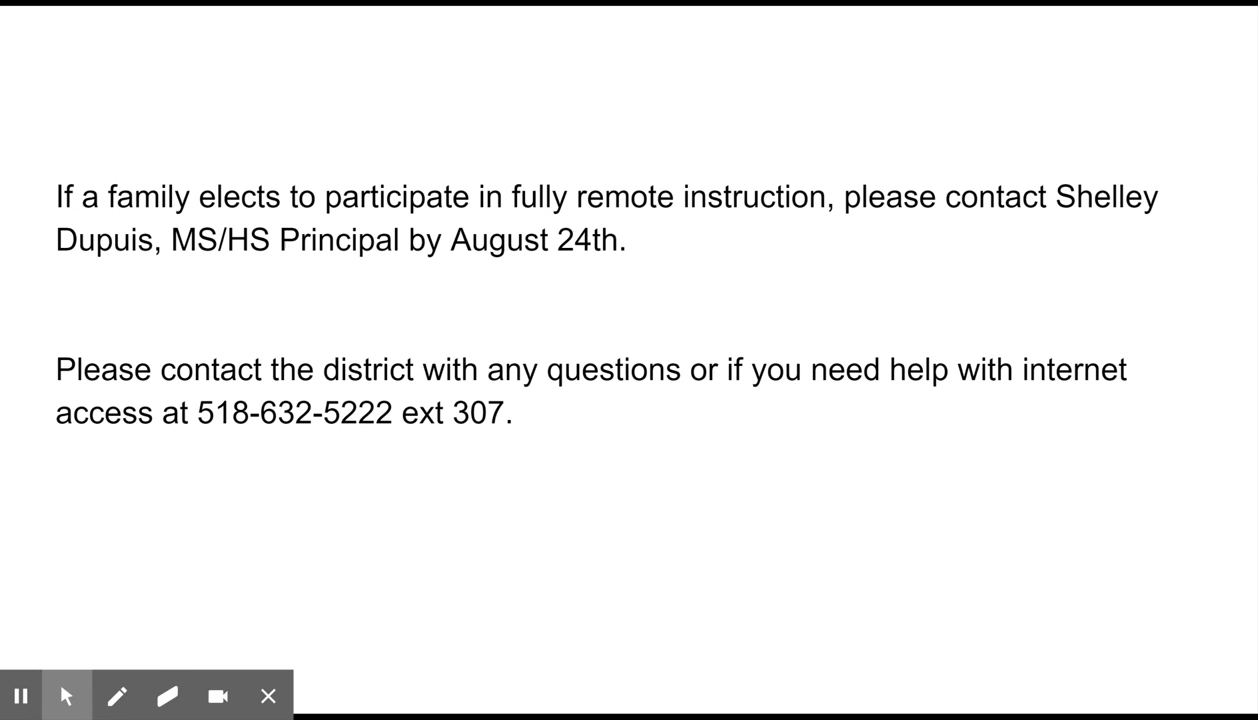 If a family elects to participate in fully remote instruction, please contact Shelley
Dupuis, MS/HS Principal by August 24th.
Please contact the district with any questions or if you need help with internet
access at 518-632-5222 ext 307.